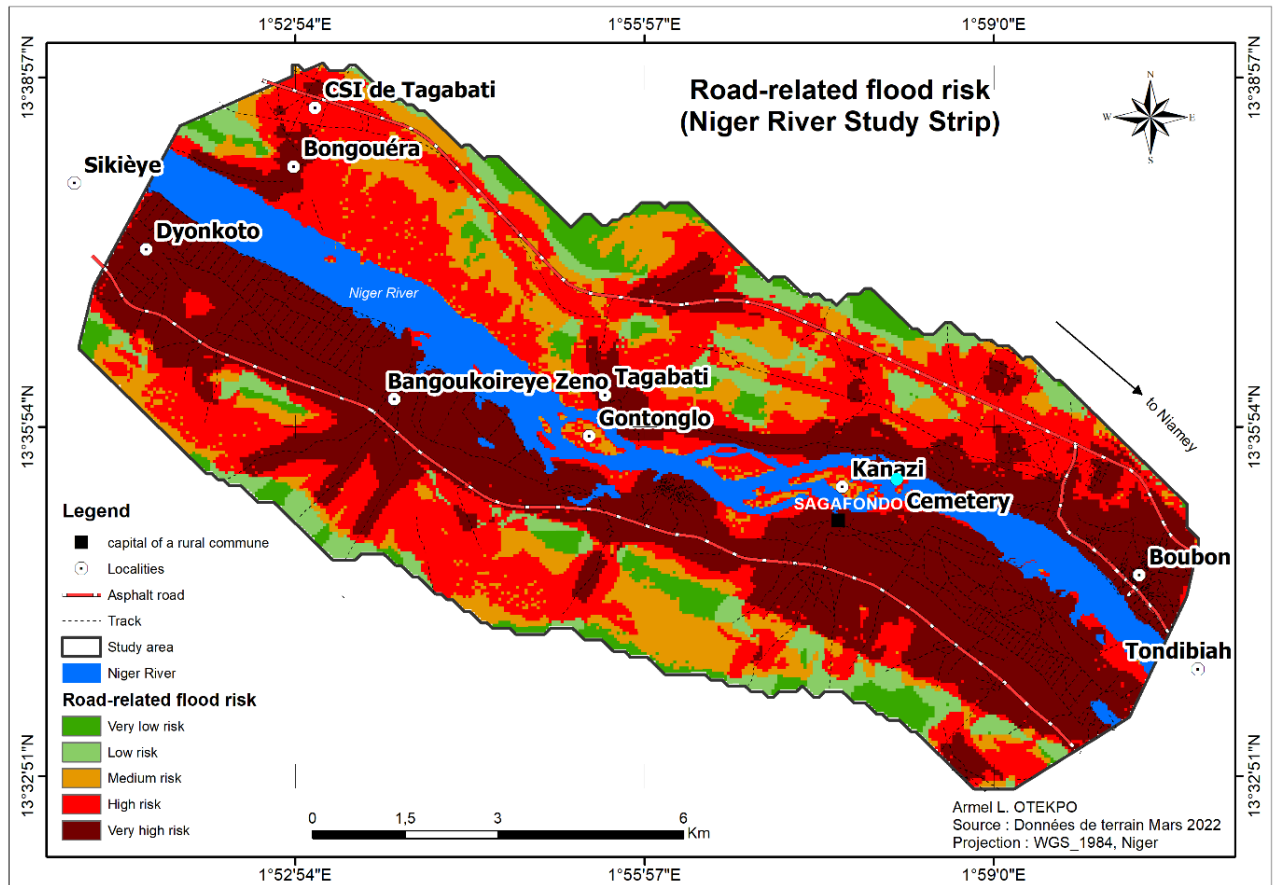 1°52'54"E
1°55'57"E
1°59'0"E
13°38'57"N
13°38'57"N
Road-related flood risk
(Niger River Study Strip)
N
W
E
S
CSI de Tagabati
Bongouéra
Sikièye
Dyonkoto
Niger River
Bangoukoireye Zeno
Tagabati
Gontonglo
to Niamey
13°35'54"N
13°35'54"N
Kanazi
SAGAFONDO
Cemetery
Boubon
Tondibiah
Legend
capital of a rural commune
Localities
Asphalt road
Track
Study area
Niger River
Road-related flood risk
Very low risk
Low risk
Medium risk
High risk
Very high risk
13°32'51"N
13°32'51"N
0
1,5
3
6
Km
Armel L. OTEKPO
Source : Données de terrain Mars 2022
Projection : WGS_1984, Niger
1°52'54"E
1°55'57"E
1°59'0"E